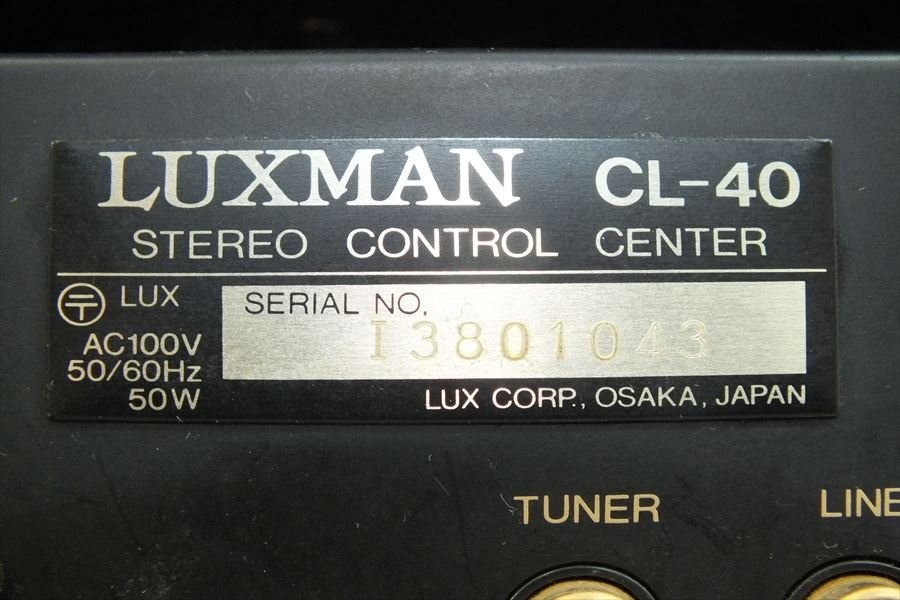 LUXMAN CL-40
STEREO CONTROL CENTER
LUX
SERIAL NO.
I3801043
AC100V
50/60Hz
50W
LUX CORP., OSAKA, JAPAN
TUNER
LINE